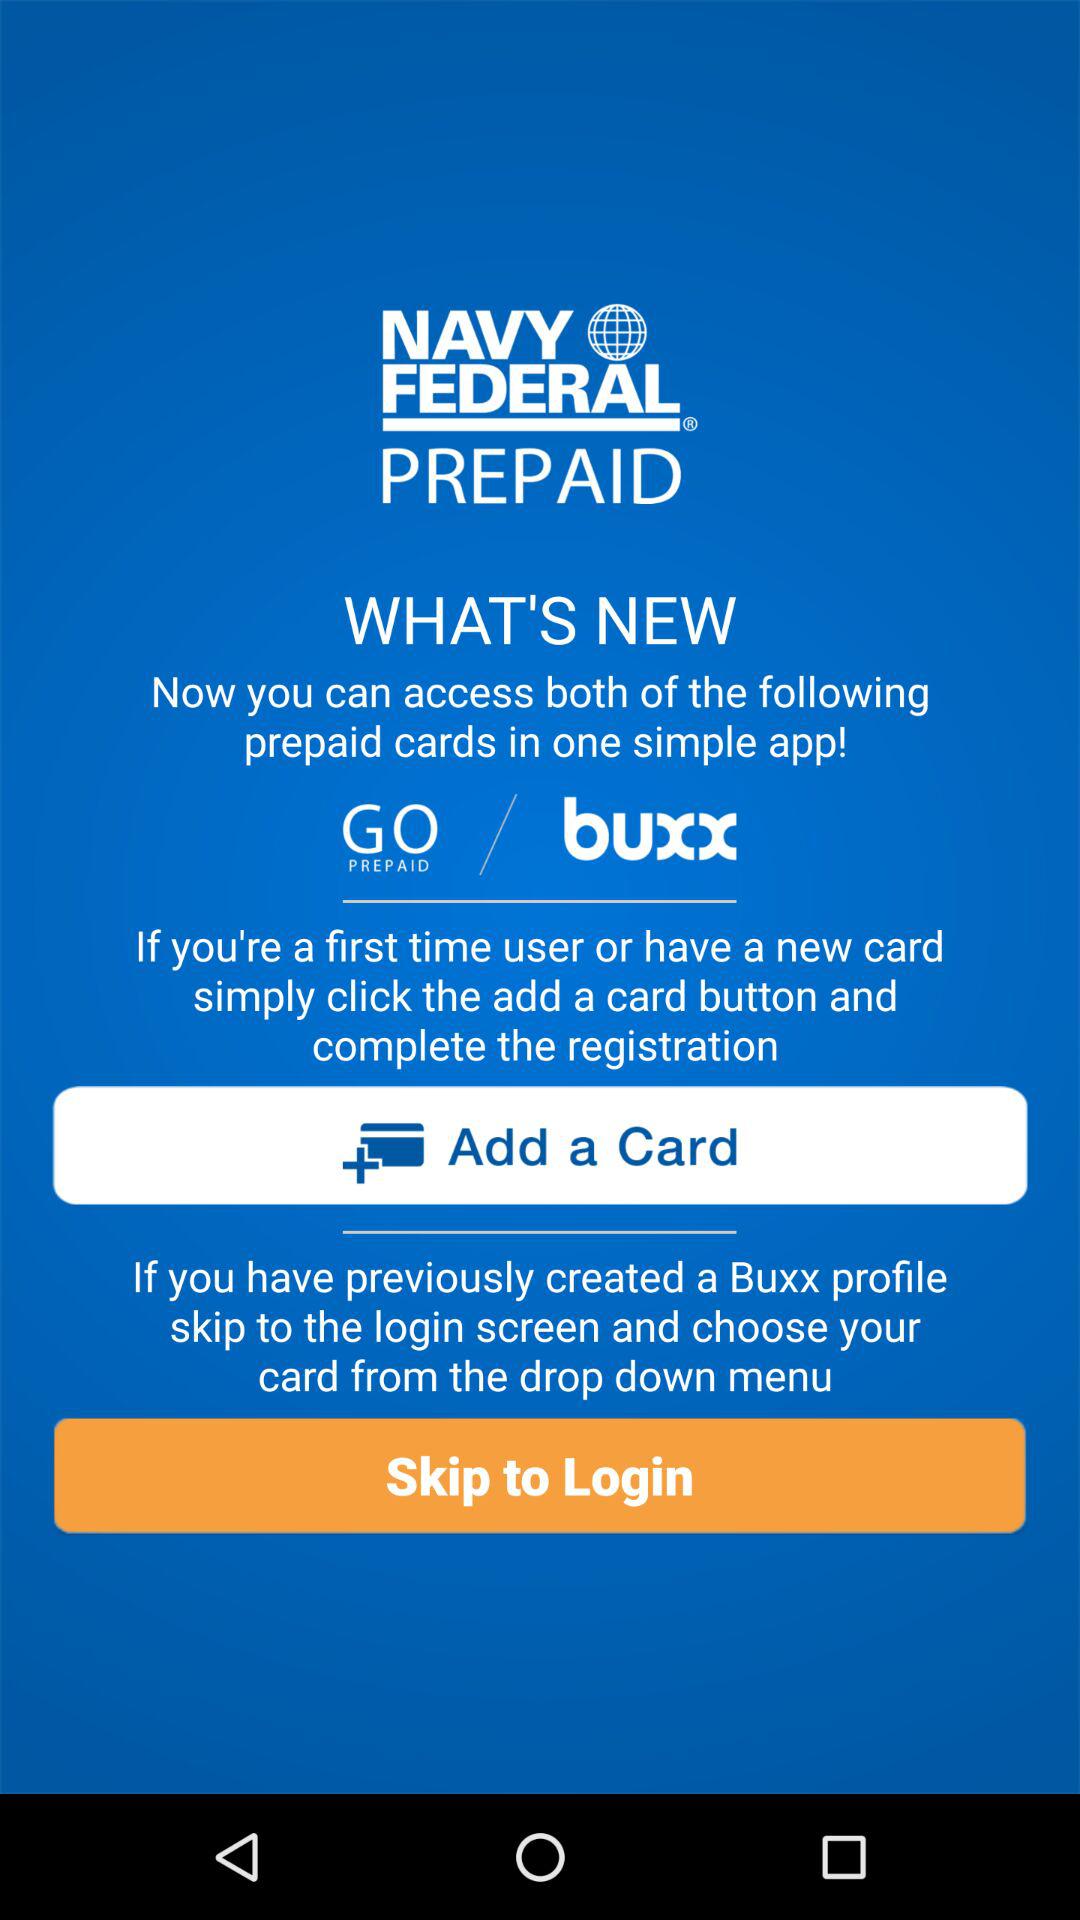 NAVY
FEDERAL®
PREPAID
WHAT'S NEW
Now you can access both of the following
prepaid cards in one simple app!
GO
PREPAID
buxx
If you're a first time user or have a new card
simply click the add a card button and
complete the registration
Add a Card
If you have previously created a Buxx profile
skip to the login screen and choose your
card from the drop down menu
Skip to Login